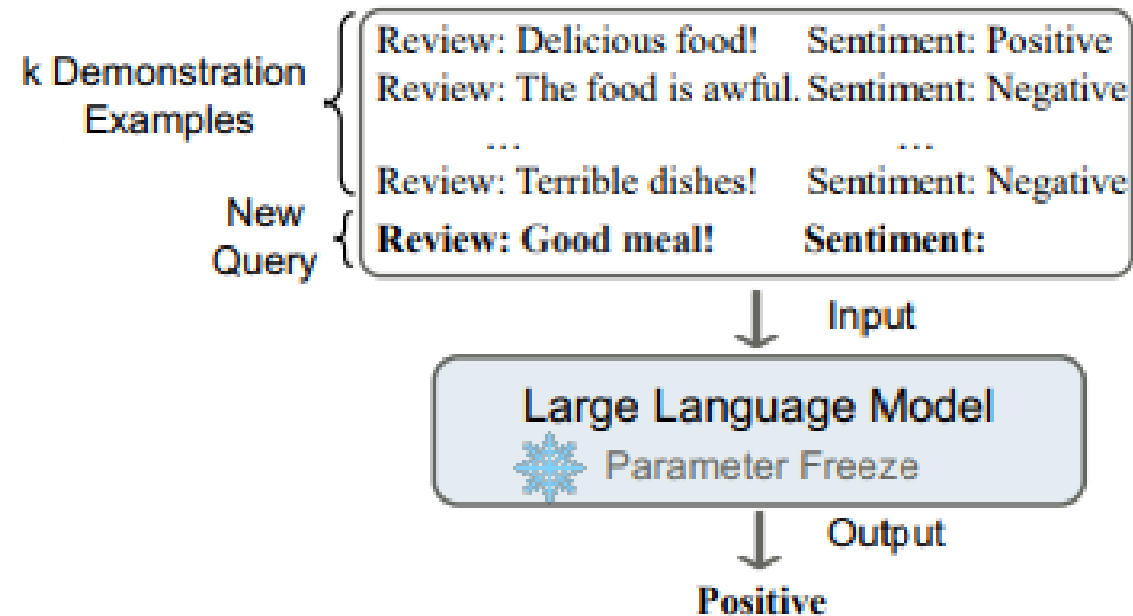 k Demonstration
Examples
Review: Delicious food! Sentiment: Positive
Review: The food is awful. Sentiment: Negative
... ...
Review: Terrible dishes! Sentiment: Negative
New
Query
Review: Good meal! Sentiment:
Input
Large Language Model
Parameter Freeze
Output
Positive